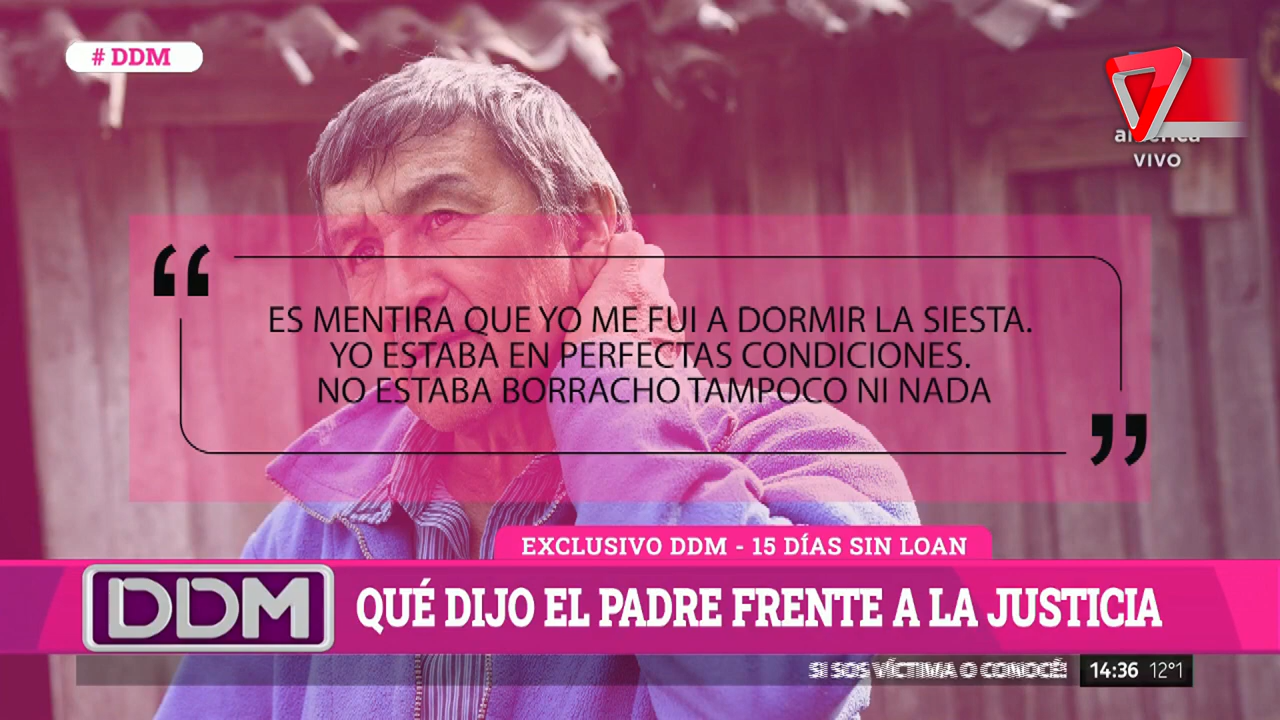 # DDM
VIVO
ES MENTIRA QUE YO ME FUI A DORMIR LA SIESTA.
YO ESTABA EN PERFECTAS CONDICIONES.
NO ESTABA BORRACHO TAMPOCO NI NADA
EXCLUSIVO DDM - 15 DÍAS SIN LOAN
DDM
QUÉ DIJO EL PADRE FRENTE A LA JUSTICIA
SI SOS VÍCTIMA O CONOCÉ
14:36 12°1